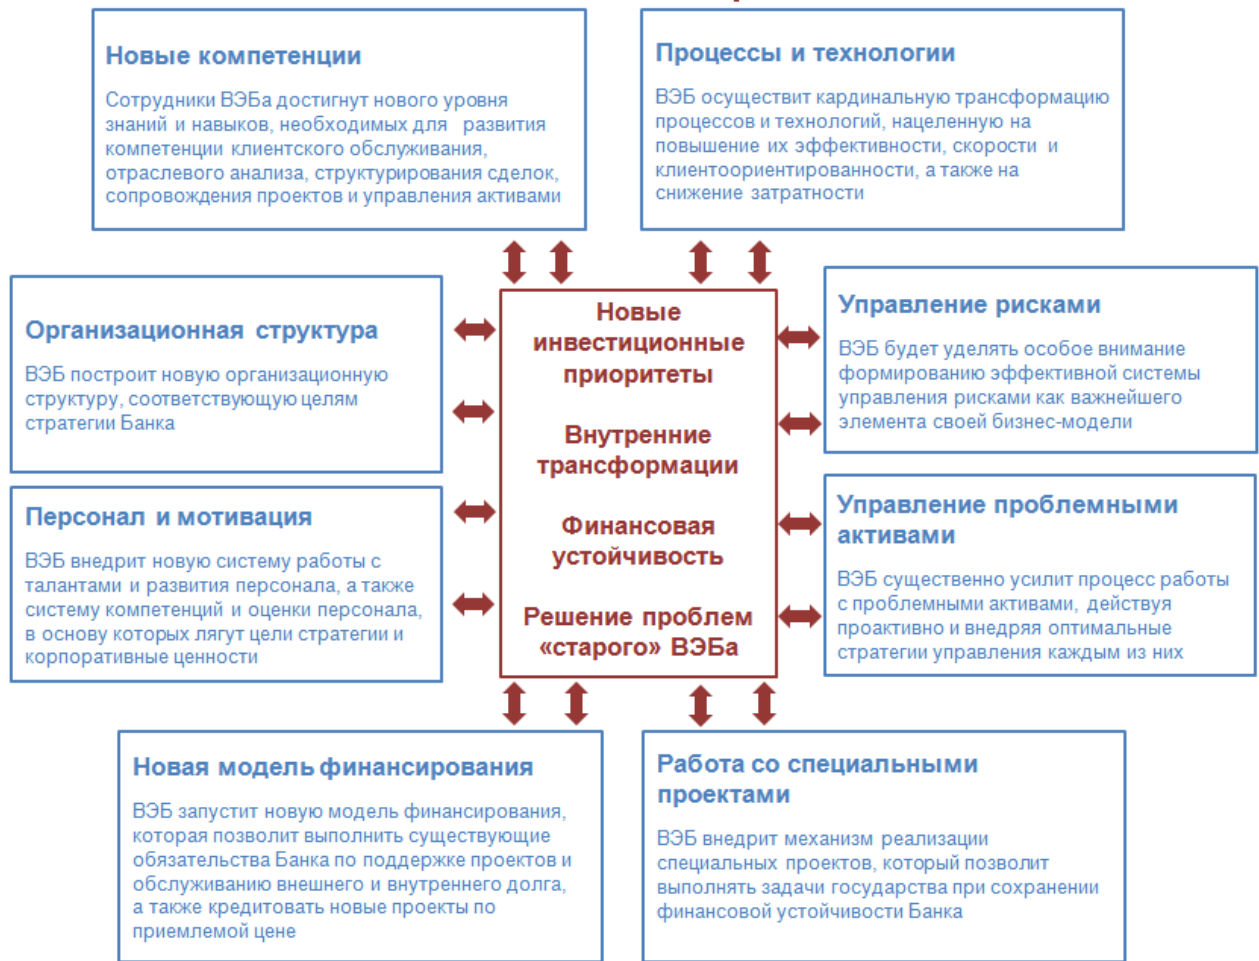 Новые компетенции
Сотрудники ВЭБа достигнут нового уровня
знаний и навыков, необходимых для развития
компетенции клиентского обслуживания,
отраслевого анализа, структурирования сделок,
сопровождения проектов и управления активами
Процессы и технологии
ВЭБ осуществит кардинальную трансформацию
процессов и технологий, нацеленную на
повышение их эффективности, скорости и
клиентоориентированности, а также на
снижение затратности
Организационная структура
ВЭБ построит новую организационную
структуру, соответствующую целям
стратегии Банка
Новые
инвестиционные
приоритеты
Внутренние
трансформации
Финансовая
устойчивость
Решение проблем
«старого» ВЭБа
Управление рисками
ВЭБ будет уделять особое внимание
формированию эффективной системы
управления рисками как важнейшего
элемента своей бизнес-модели
Персонал и мотивация
ВЭБ внедрит новую систему работы с
талантами и развития персонала, а также
систему компетенций и оценки персонала,
в основу которых лягут цели стратегии и
корпоративные ценности
Управление проблемными
активами
ВЭБ существенно усилит процесс работы
с проблемными активами, действуя
проактивно и внедряя оптимальные
стратегии управления каждым из них
Новая модель финансирования
ВЭБ запустит новую модель финансирования,
которая позволит выполнить существующие
обязательства Банка по поддержке проектов и
обслуживанию внешнего и внутреннего долга,
а также кредитовать новые проекты по
приемлемой цене
Работа со специальными
проектами
ВЭБ внедрит механизм реализации
специальных проектов, который позволит
выполнять задачи государства при сохранении
финансовой устойчивости Банка